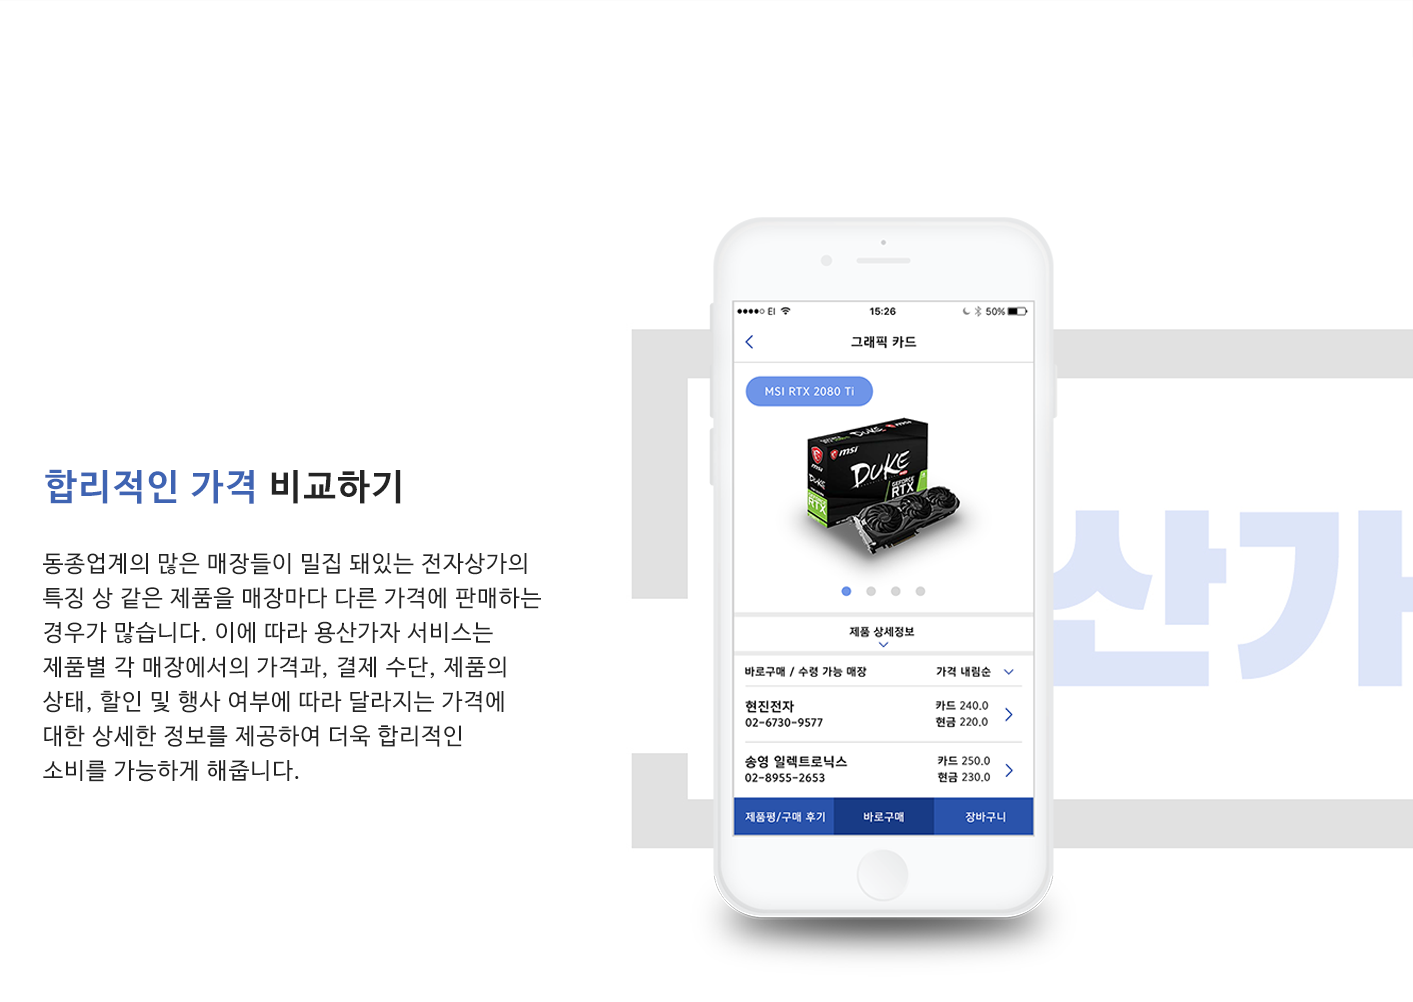 합리적인 가격 비교하기
동종업계의 많은 매장들이 밀집 돼있는 전자상가의
특징 상 같은 제품을 매장마다 다른 가격에 판매하는
경우가 많습니다. 이에 따라 용산가자 서비스는
제품별 각 매장에서의 가격과, 결제 수단, 제품의
상태, 할인 및 행사 여부에 따라 달라지는 가격에
대한 상세한 정보를 제공하여 더욱 합리적인
소비를 가능하게 해줍니다.
EI 15:26 50%
그래픽 카드
MSI RTX 2080 Ti
DUKE
msi
DUKE
msi
GEFORCE
RTX
RTX
제품 상세정보
바로구매 / 수령 가능 매장 가격 내림순
현진전자 카드 240.0
02-6730-9577 현금 220.0
송영 일렉트로닉스 카드 250.0
02-8955-2653 현금 230.0
제품평/구매 후기 바로구매 장바구니
산가